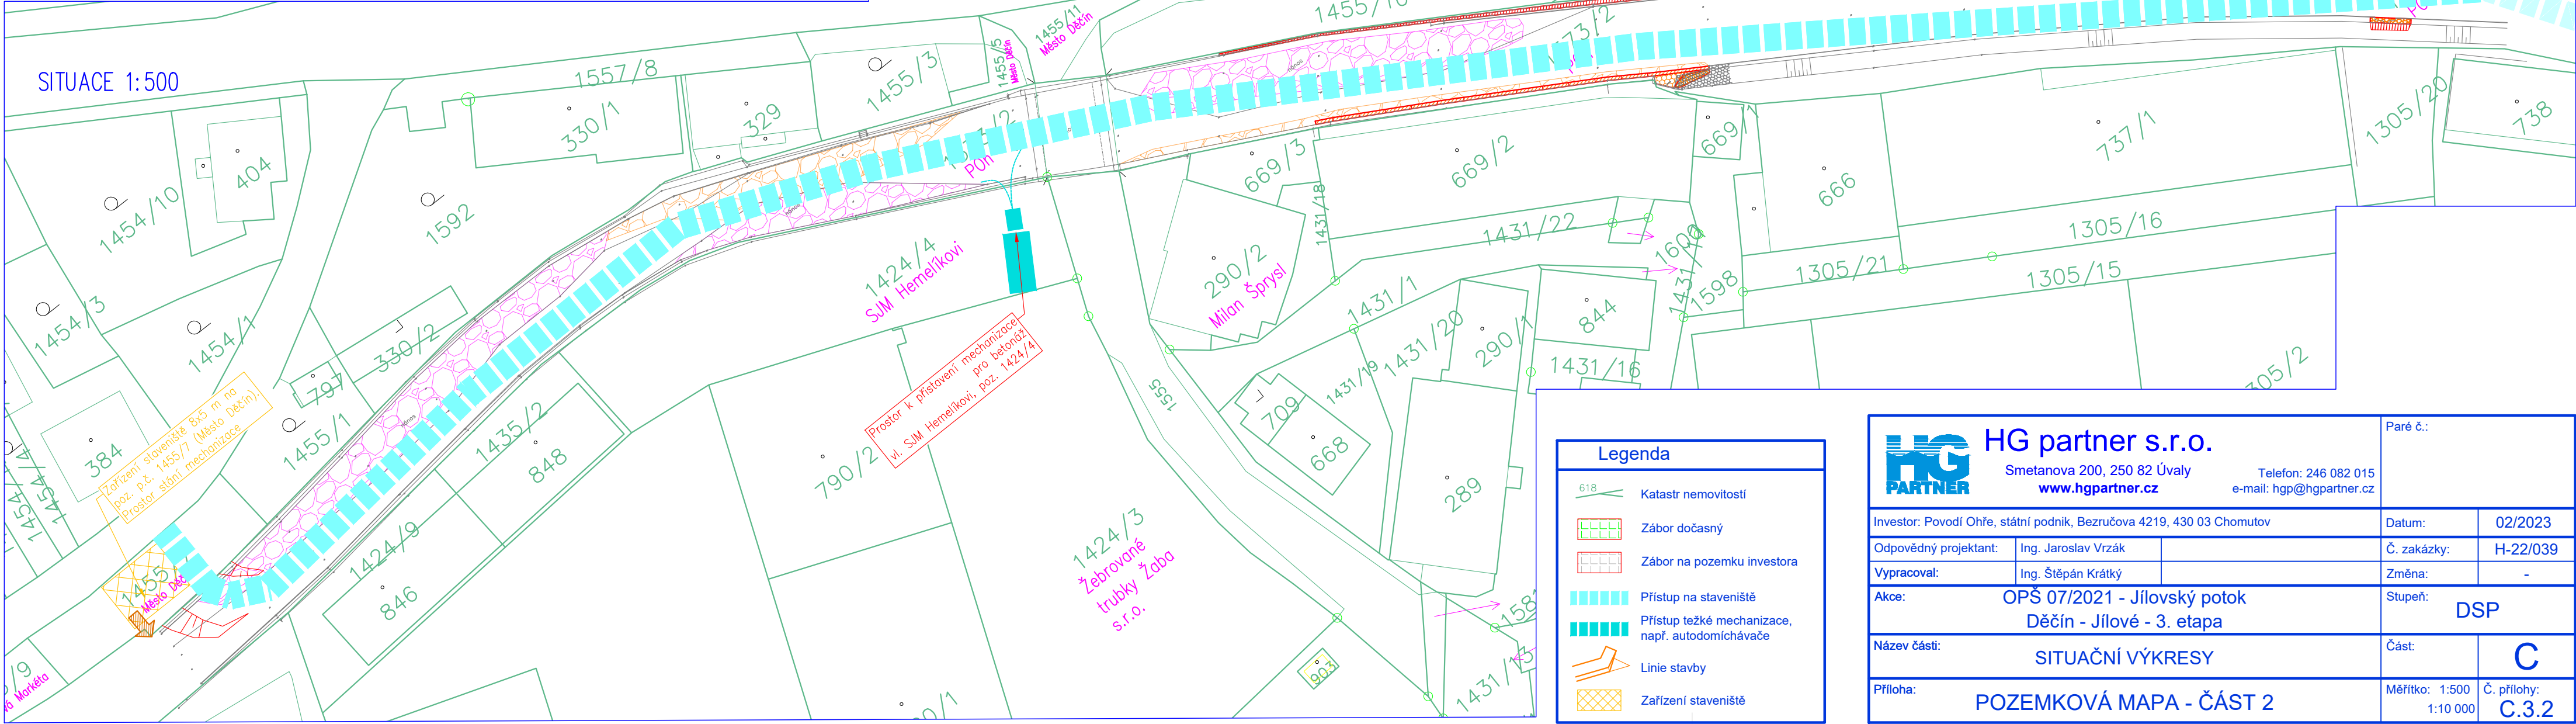 SITUACE 1:500
1557/8
330/1
329
1455/3
1455/5
Město Děčín
1455/11
Město Děčín
404
1454/10
1592
POn
669/3
669/2
669/1
666
737/1
1305/20
738
1431/18
1431/22
1600
1598
1305/16
1305/21
1305/15
1454/3
1454/1
330/2
797
1455/1
1435/2
848
384
1424/4
SJM Hemelíkovi
290/2
Milan Šprysl
1431/1
1431/20
1431/19
290/1
844
1431/16
709
668
289
1555
790/2
Prostor k přistavení mechanizace
pro betonáž
vl. SJM Hemelíkovi, poz. 1424/4
Zařízení staveniště 8x5 m na
poz. p.č. 1455/7 (Město Děčín).
Prostor stání mechanizace
1424/9
846
1424/3
Žebrované
trubky Žaba
s.r.o.
903
1431/13
Markéta
Legenda
618
Katastr nemovitostí
Zábor dočasný
Zábor na pozemku investora
Přístup na staveniště
Přístup těžké mechanizace,
např. autodomíchávače
Linie stavby
Zařízení staveniště
HG
PARTNER
HG partner s.r.o.
Smetanova 200, 250 82 Úvaly
www.hgpartner.cz
Telefon: 246 082 015
e-mail: hgp@hgpartner.cz
Paré č.:
Investor: Povodí Ohře, státní podnik, Bezručova 4219, 430 03 Chomutov
Datum: 02/2023
Odpovědný projektant: Ing. Jaroslav Vrzák
Č. zakázky: H-22/039
Vypracoval: Ing. Štěpán Krátký
Změna: -
Akce: OPŠ 07/2021 - Jílovský potok
Děčín - Jílové - 3. etapa
Stupeň: DSP
Název části: SITUAČNÍ VÝKRESY
Část: C
Příloha: POZEMKOVÁ MAPA - ČÁST 2
Měřítko: 1:500
1:10 000
Č. přílohy:
C.3.2